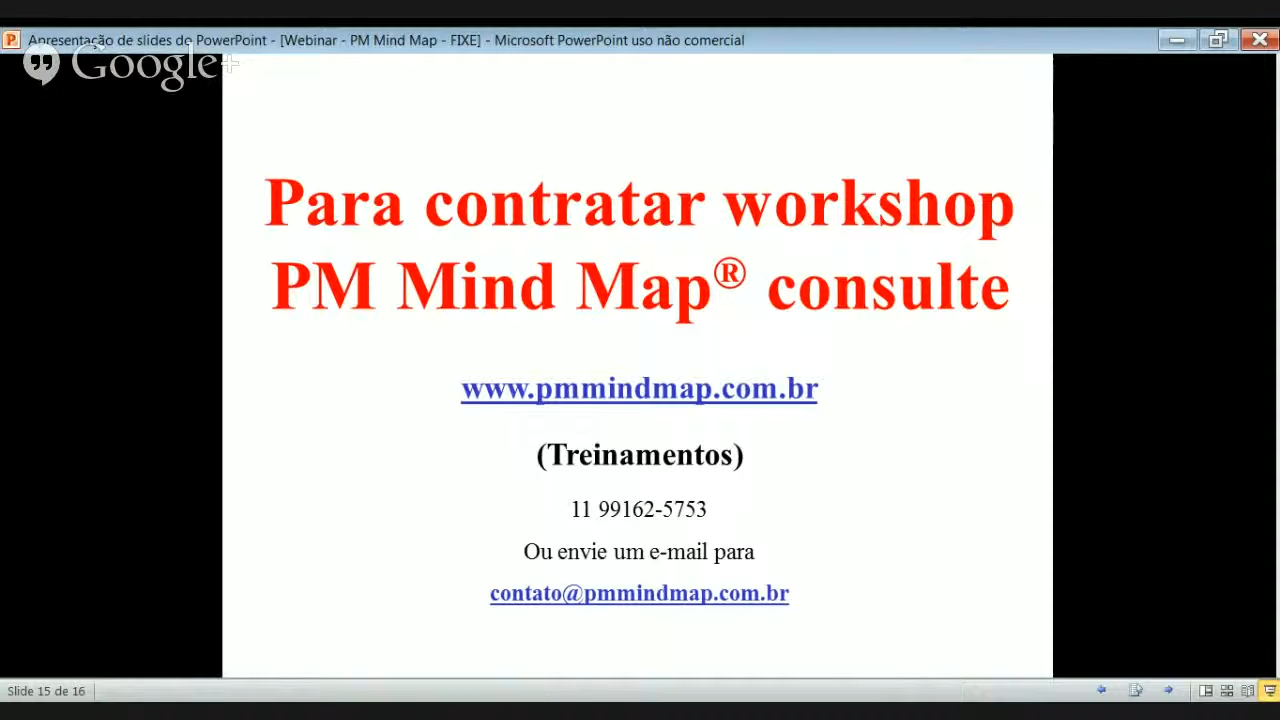 Apresentação de slides do PowerPoint - [Webinar - PM Mind Map - FIXE] - Microsoft PowerPoint uso não comercial
Google+
Para contratar workshop
PM Mind Map® consulte
www.pmmindmap.com.br
(Treinamentos)
11 99162-5753
Ou envie um e-mail para
contato@pmmindmap.com.br
Slide 15 de 16